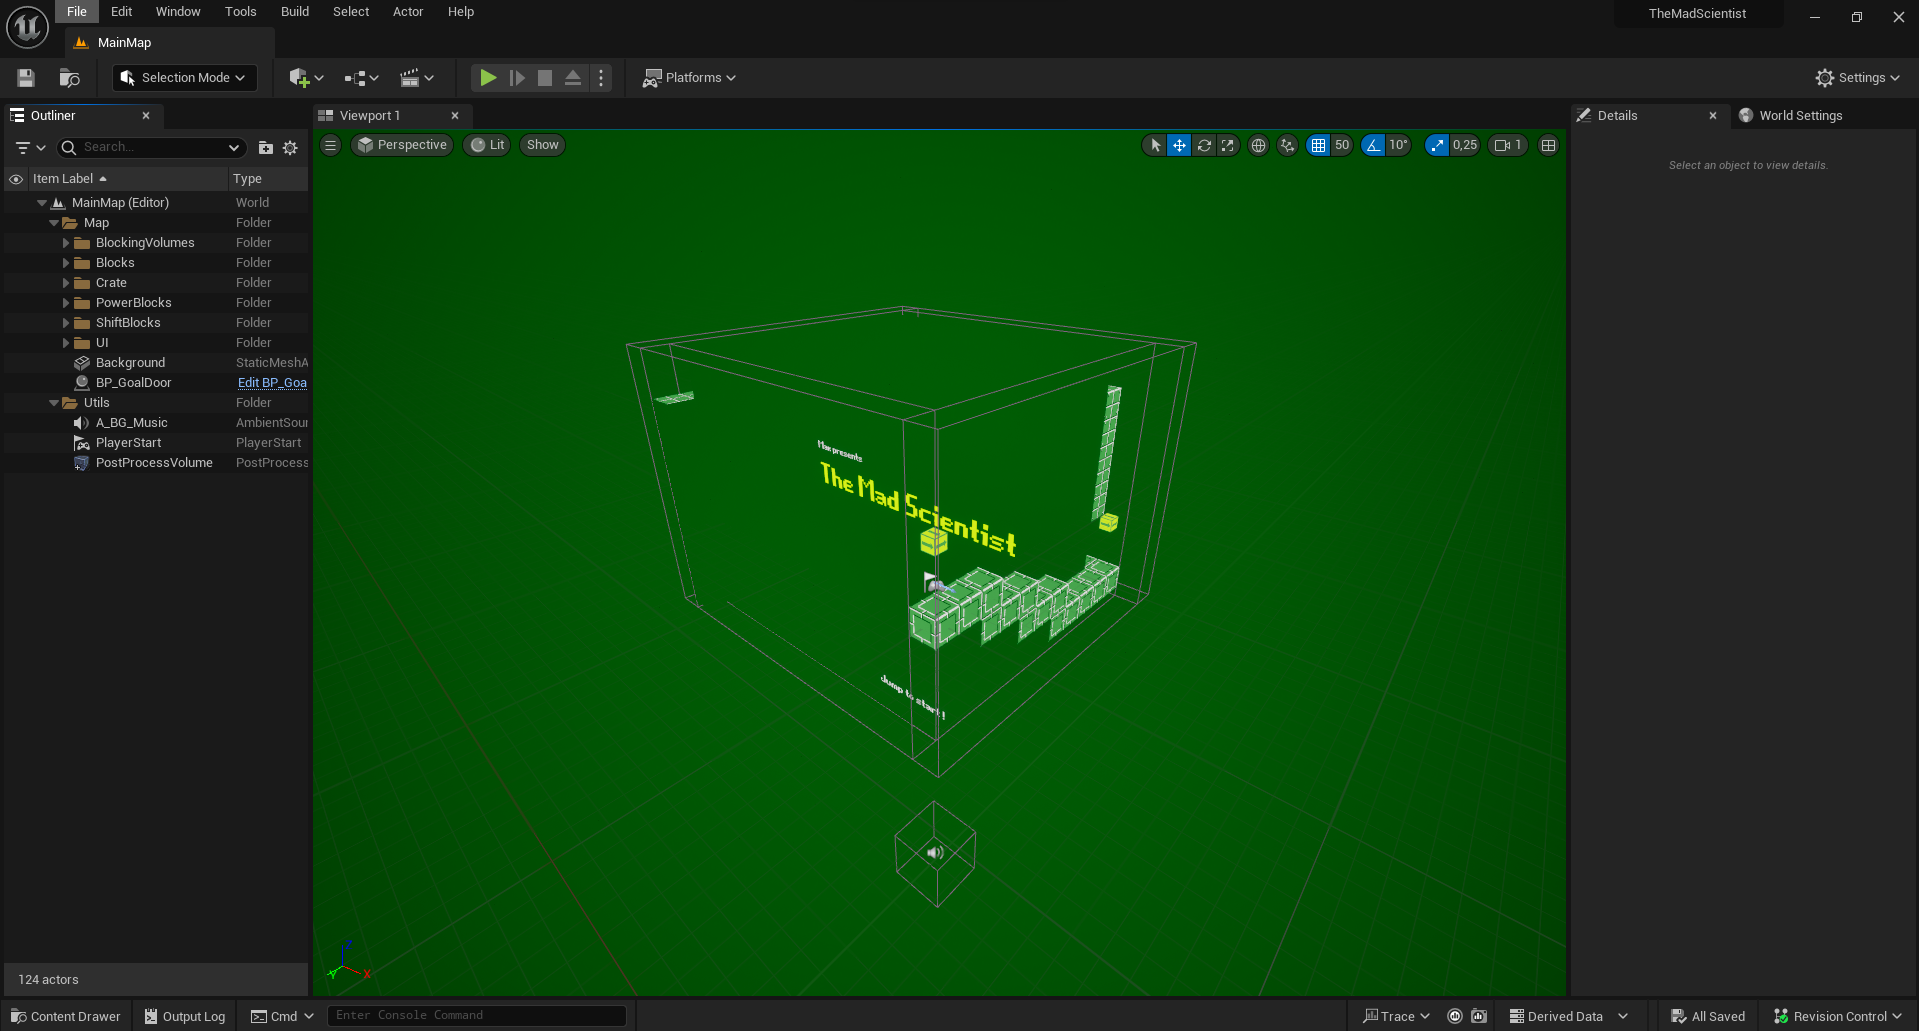 File Edit Window Tools Build Select Actor Help
TheMadScientist
MainMap
Selection Mode
Platforms
Settings
Outliner
Viewport 1
Details
World Settings
Search...
Perspective
Lit
Show
50
10°
0,25
1
Select an object to view details.
Item Label Type
MainMap (Editor) World
Map Folder
BlockingVolumes Folder
Blocks Folder
Crate Folder
PowerBlocks Folder
ShiftBlocks Folder
UI Folder
Background StaticMeshA
BP_GoalDoor Edit BP_Goa
Utils Folder
A_BG_Music AmbientSour
PlayerStart PlayerStart
PostProcessVolume PostProcess
Max presents
The Mad Scientist
Jump to start!
Z
Y
X
124 actors
Content Drawer
Output Log
Cmd
Enter Console Command
Trace
Derived Data
All Saved
Revision Control